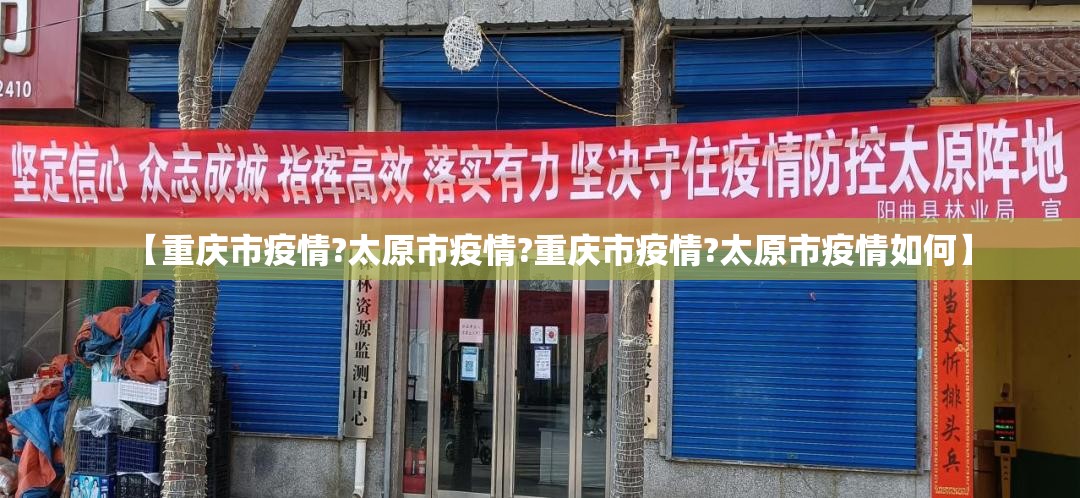 2410
坚定信心 众志成城 指挥高效 落实有力 坚决守住疫情防控太原阵地
阳曲县林业局 宣
【重庆市疫情?太原市疫情?重庆市疫情?太原市疫情如何】
林资源监测中心
当太忻排头兵